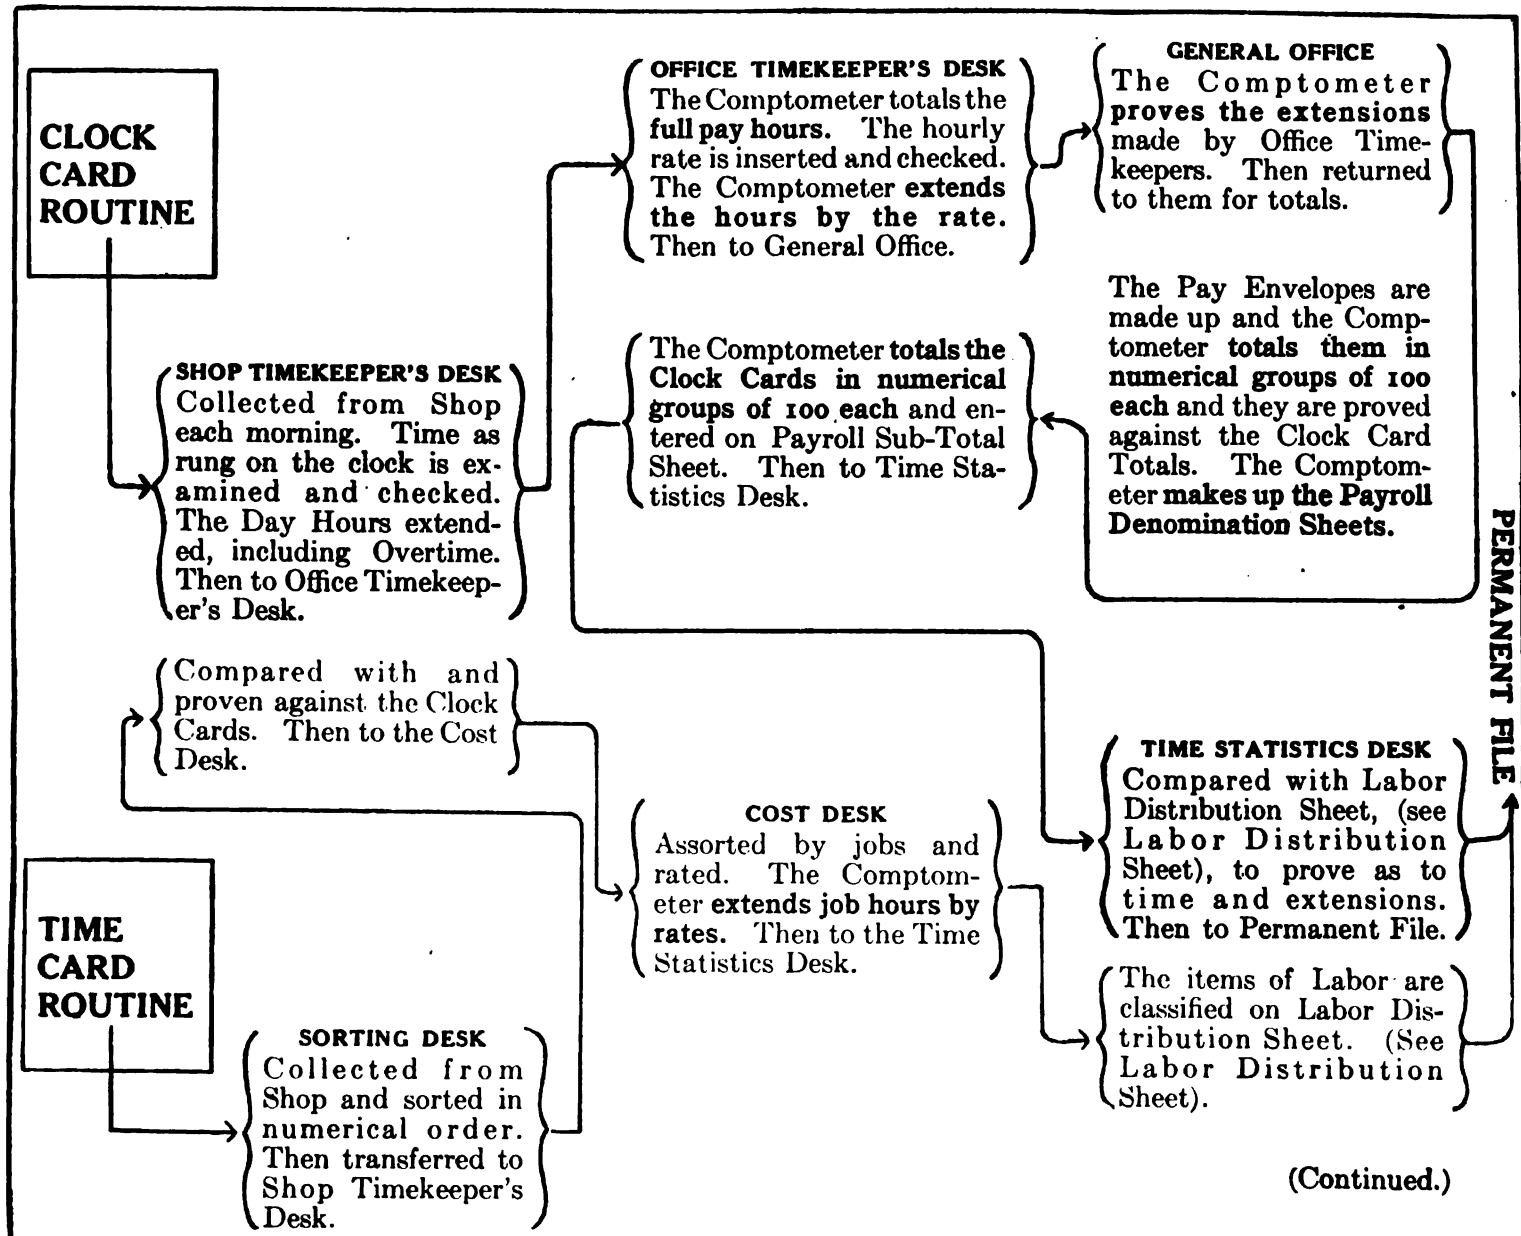 CLOCK
CARD
ROUTINE
SHOP TIMEKEEPER'S DESK
Collected from Shop
each morning. Time as
rung on the clock is ex-
amined and checked.
The Day Hours extend-
ed, including Overtime.
Then to Office Timekeep-
er's Desk.
OFFICE TIMEKEEPER'S DESK
The Comptometer totals the
full pay hours. The hourly
rate is inserted and checked.
The Comptometer extends
the hours by the rate.
Then to General Office.
GENERAL OFFICE
The Comptometer
proves the extensions
made by Office Time-
keepers. Then returned
to them for totals.
The Comptometer totals the
Clock Cards in numerical
groups of 100 each and en-
tered on Payroll Sub-Total
Sheet. Then to Time Sta-
tistics Desk.
The Pay Envelopes are
made up and the Comp-
tometer totals them in
numerical groups of 100
each and they are proved
against the Clock Card
Totals. The Comptom-
eter makes up the Payroll
Denomination Sheets.
PERMANENT FILE
TIME STATISTICS DESK
Compared with Labor
Distribution Sheet, (see
Labor Distribution
Sheet), to prove as to
time and extensions.
Then to Permanent File.
TIME
CARD
ROUTINE
SORTING DESK
Collected from
Shop and sorted in
numerical order.
Then transferred to
Shop Timekeeper's
Desk.
Compared with and
proven against the Clock
Cards. Then to the Cost
Desk.
COST DESK
Assorted by jobs and
rated. The Comptom-
eter extends job hours by
rates. Then to the Time
Statistics Desk.
The items of Labor are
classified on Labor Dis-
tribution Sheet. (See
Labor Distribution
Sheet).
(Continued.)